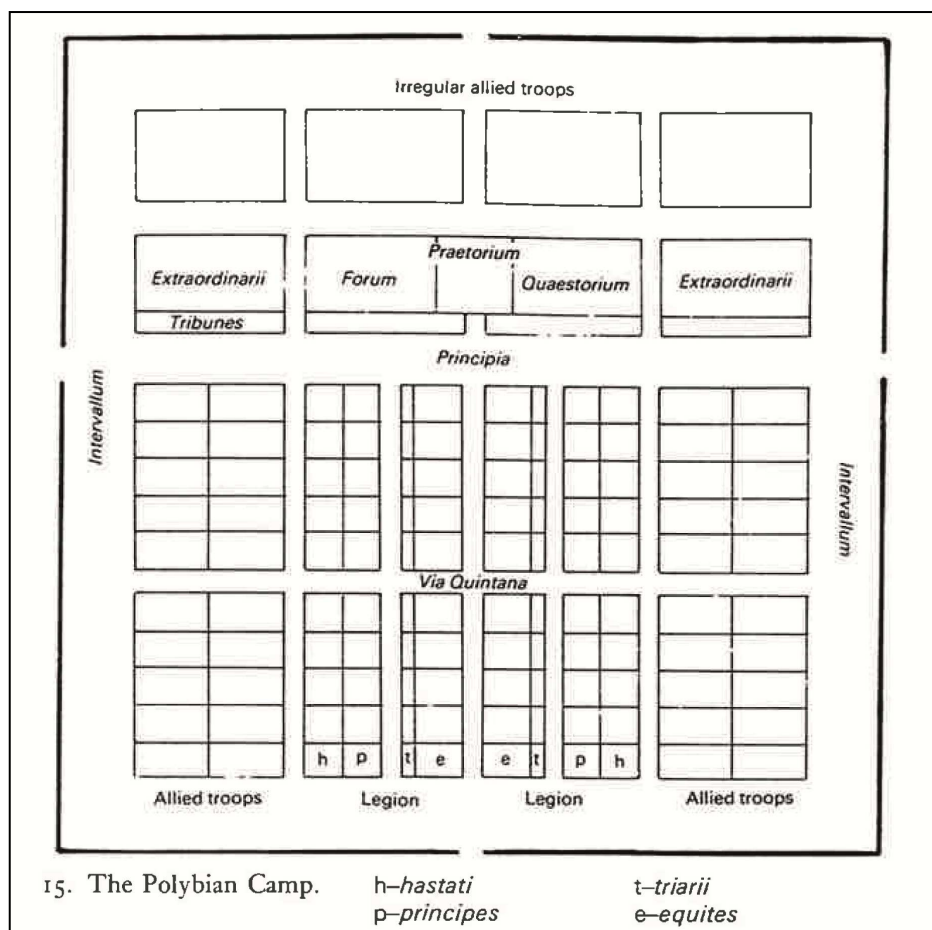 Irregular allied troops
Praetorium
Extraordinarii Forum Quaestorium Extraordinarii
Tribunes
Principia
Intervallum
Intervallum
Via Quintana
h p t e e t p h
Allied troops Legion Legion Allied troops
15. The Polybian Camp. h–hastati t–triarii
p–principes e–equites